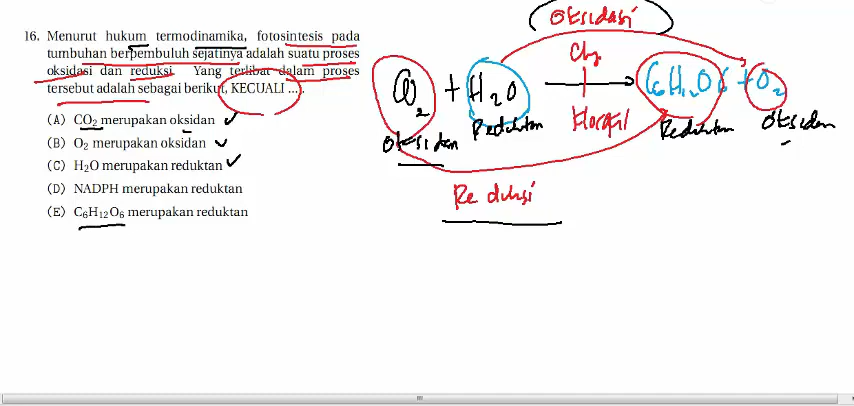 16. Menurut hukum termodinamika, fotosintesis pada
tumbuhan berpembuluh sejatinya adalah suatu proses
oksidasi dan reduksi Yang terlibat dalam proses
tersebut adalah sebagai berikut, KECUALI ....
(A) CO2 merupakan oksidan
(B) O2 merupakan oksidan
(C) H2O merupakan reduktan
(D) NADPH merupakan reduktan
(E) C6H12O6 merupakan reduktan
Oksidasi
CO2 + H2O → C6H12O6 + O2
Oksidan Reduktan Reduktan Oksidan
Reduksi